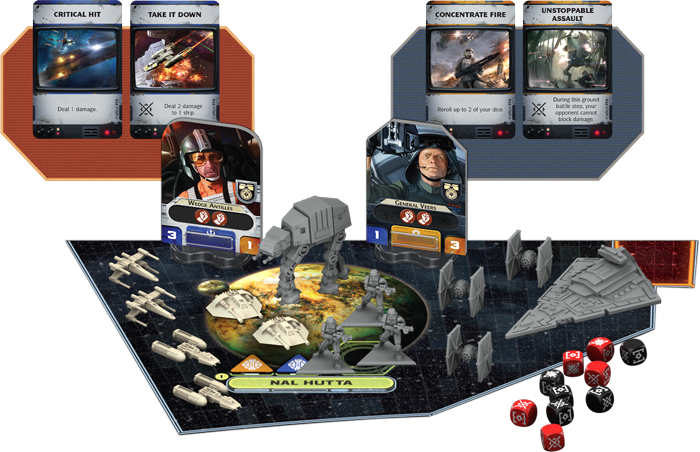 CRITICAL HIT
Deal 1 damage.
TAKE IT DOWN
Deal 2 damage
to 1 ship.
CONCENTRATE FIRE
Reroll up to 2 of your dice.
UNSTOPPABLE
ASSAULT
During this ground
battle step, your
opponent cannot
block damage.
WEDGE ANTILLES
3
1
GENERAL VEERS
1
3
1
NAL HUTTA